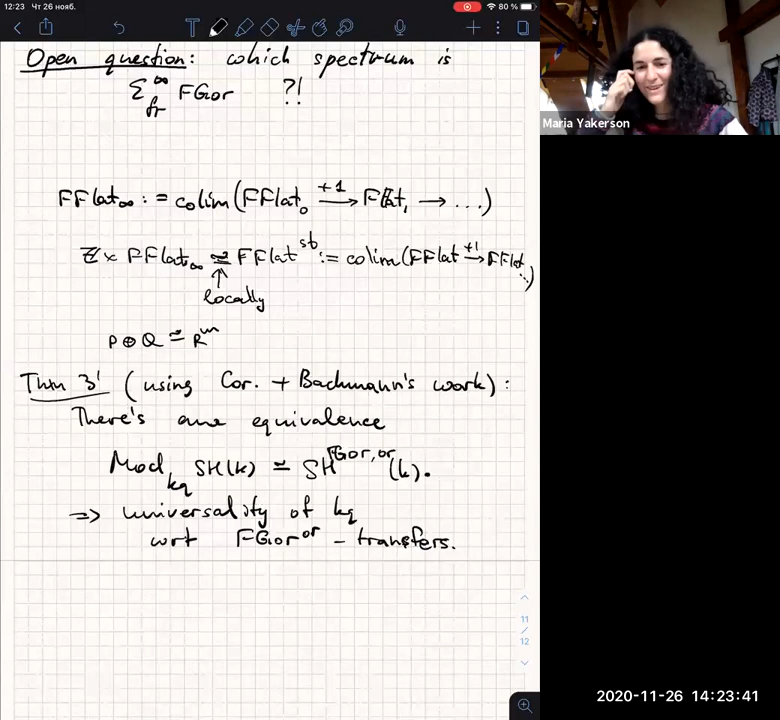 12:23 Чт 26 нояб.
80 %
Open question: which spectrum is
Σ^∞_fr FGor ?!
Maria Yakerson
FFlat_∞ := colim(FFlat_0 →^{+1} FFlat_1 → ...)
ℤ × FFlat_∞ ≃ FFlat^st := colim(FFlat →^{+1} FFlat ...)
↑
locally
P ⊕ Q ≃ R^m
Thm 3' (using Cor. + Bachmann's work):
There's an equivalence
Mod_kq SH(k) ≃ SH^{FGor,or}(k).
⇒ universality of kq
wrt FGor^or - transfers.
11
/
12
2020-11-26 14:23:41